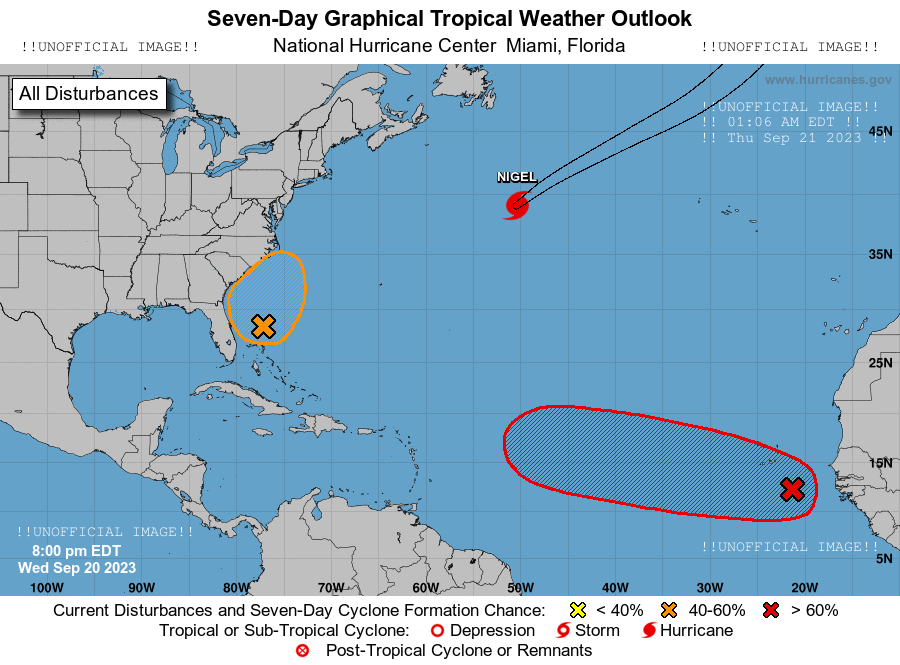 Seven-Day Graphical Tropical Weather Outlook
!!UNOFFICIAL IMAGE!! National Hurricane Center  Miami, Florida !!UNOFFICIAL IMAGE!!
www.hurricanes.gov
All Disturbances
!!UNOFFICIAL IMAGE!!
!! 01:06 AM EDT !!
!! Thu Sep 21 2023 !!
45N
NIGEL
35N
25N
15N
!!UNOFFICIAL IMAGE!!
!!UNOFFICIAL IMAGE!!
8:00 pm EDT
Wed Sep 20 2023
5N
100W 90W 80W 70W 60W 50W 40W 30W 20W
Current Disturbances and Seven-Day Cyclone Formation Chance: < 40% 40-60% > 60%
Tropical or Sub-Tropical Cyclone: Depression Storm Hurricane
Post-Tropical Cyclone or Remnants